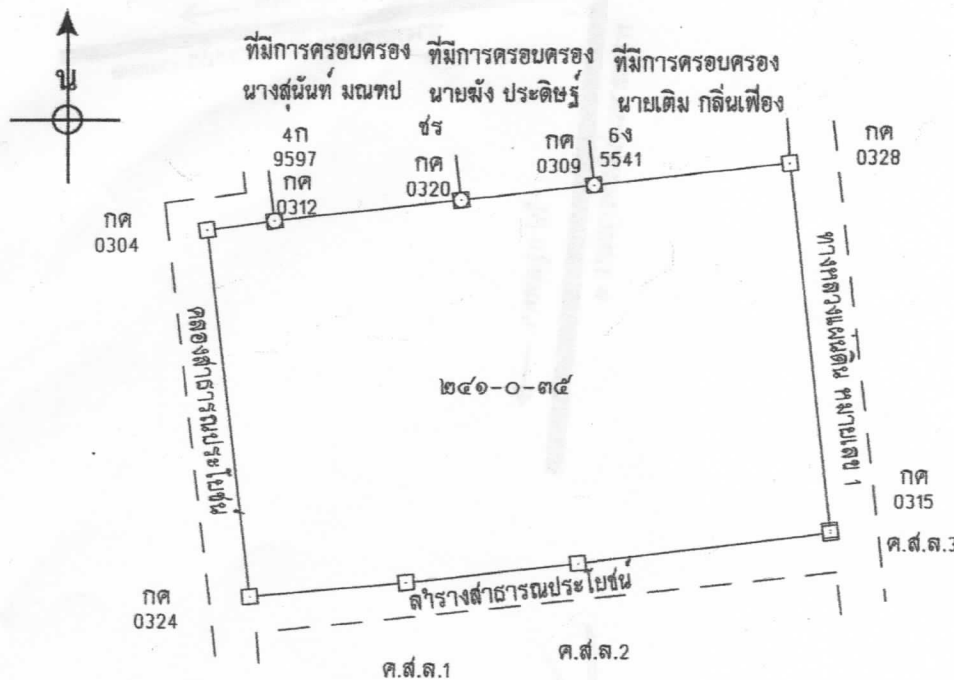 น
ที่มีการครอบครอง
นางสุนันท์ มณฑป
ที่มีการครอบครอง
นายฆัง ประดิษฐ์
ชร
ที่มีการครอบครอง
นายเติม กลิ่นเฟื่อง
4ก
9597
กค
0312
กค
0320
กค
0309
6ง
5541
กค
0328
กค
0304
คลองสาธารณประโยชน์
๒๔๑-๐-๓๕
ทางหลวงแผ่นดิน หมายเลข 1
กค
0315
ค.ส.ล.3
ลำรางสาธารณประโยชน์
กค
0324
ค.ส.ล.1
ค.ส.ล.2